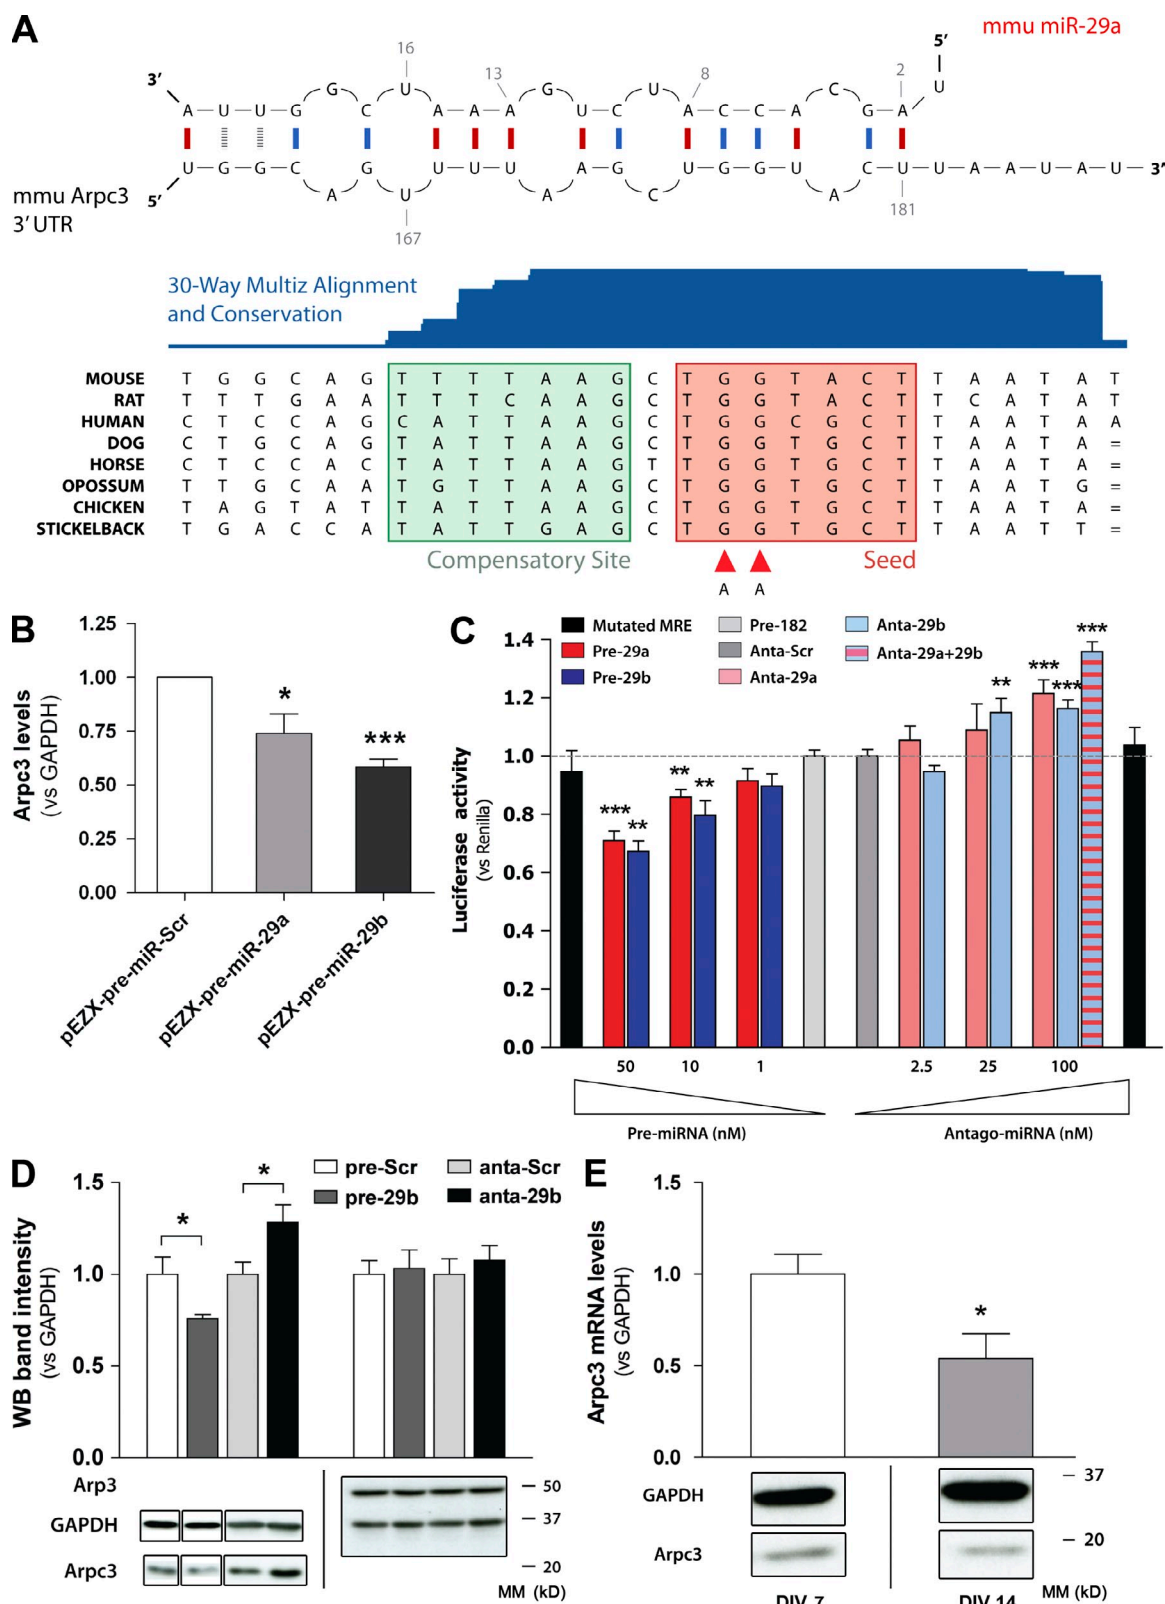 A
mmu miR-29a
5'
16
13
8
2
3'
U
A U U G G C U A A A G U C U A C C A C G A
U G G C A G U U U U A A G C U G G U A C U U A A U A U
3'
5'
mmu Arpc3
3' UTR
167
181
30-Way Multiz Alignment
and Conservation
MOUSE T G G C A G T T T T A A G C T G G T A C T T A A T A T
RAT T T T G A A T T T C A A G C T G G T A C T T C A T A T
HUMAN C T C C A G C A T T A A G C T G G C G C T T A A T A A
DOG C T G C A G T A T T A A G C T G G T G C T T A A T A =
HORSE C T C C A C T A T T A A G T T G G T G C T T A A T A =
OPOSSUM T T G C A A T G T T A A G C T G G T G C T T A A T G =
CHICKEN T A G T A T T A T T A A G C T G G T G C T T A A T A =
STICKELBACK T G A C C A T A T T G A G C T G G T G C T T A A T T =
Compensatory Site
Seed
A A
B
Arpc3 levels
(vs GAPDH)
1.25
1.00
0.75
0.50
0.25
0.00
*
***
pEZX-pre-miR-Scr
pEZX-pre-miR-29a
pEZX-pre-miR-29b
C
Mutated MRE
Pre-29a
Pre-29b
Pre-182
Anta-Scr
Anta-29a
Anta-29b
Anta-29a+29b
Luciferase activity
(vs Renilla)
1.4
1.2
1.0
0.8
0.6
0.4
0.2
0.0
*** ** ** ** ** *** *** ***
50 10 1 2.5 25 100
Pre-miRNA (nM)
Antago-miRNA (nM)
D
pre-Scr
pre-29b
anta-Scr
anta-29b
WB band intensity
(vs GAPDH)
1.5
1.0
0.5
0.0
* *
Arp3
GAPDH
Arpc3
50
37
20
MM (kD)
E
Arpc3 mRNA levels
(vs GAPDH)
1.5
1.0
0.5
0.0
*
GAPDH
Arpc3
37
20
DIV 7
DIV 14
MM (kD)